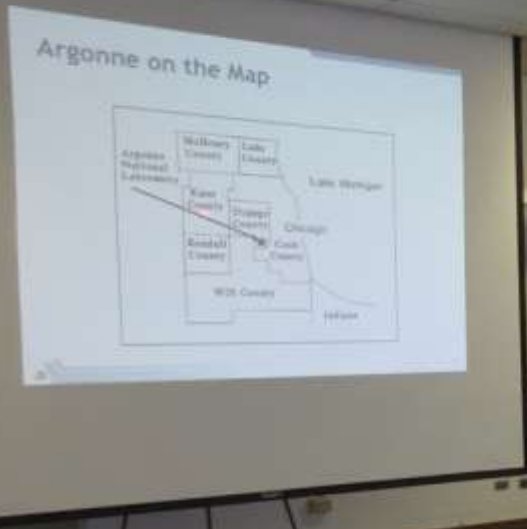 Argonne on the Map
McHenry
County
Lake
County
Argonne
National
Laboratory
Lake Michigan
Kane
County
Dupage
County
Chicago
Kendall
County
Cook
County
Will County
Indiana